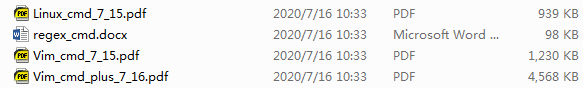 Linux_cmd_7_15.pdf 2020/7/16 10:33 PDF 939 KB
regex_cmd.docx 2020/7/16 10:33 Microsoft Word ... 98 KB
Vim_cmd_7_15.pdf 2020/7/16 10:33 PDF 1,230 KB
Vim_cmd_plus_7_16.pdf 2020/7/16 10:33 PDF 4,568 KB